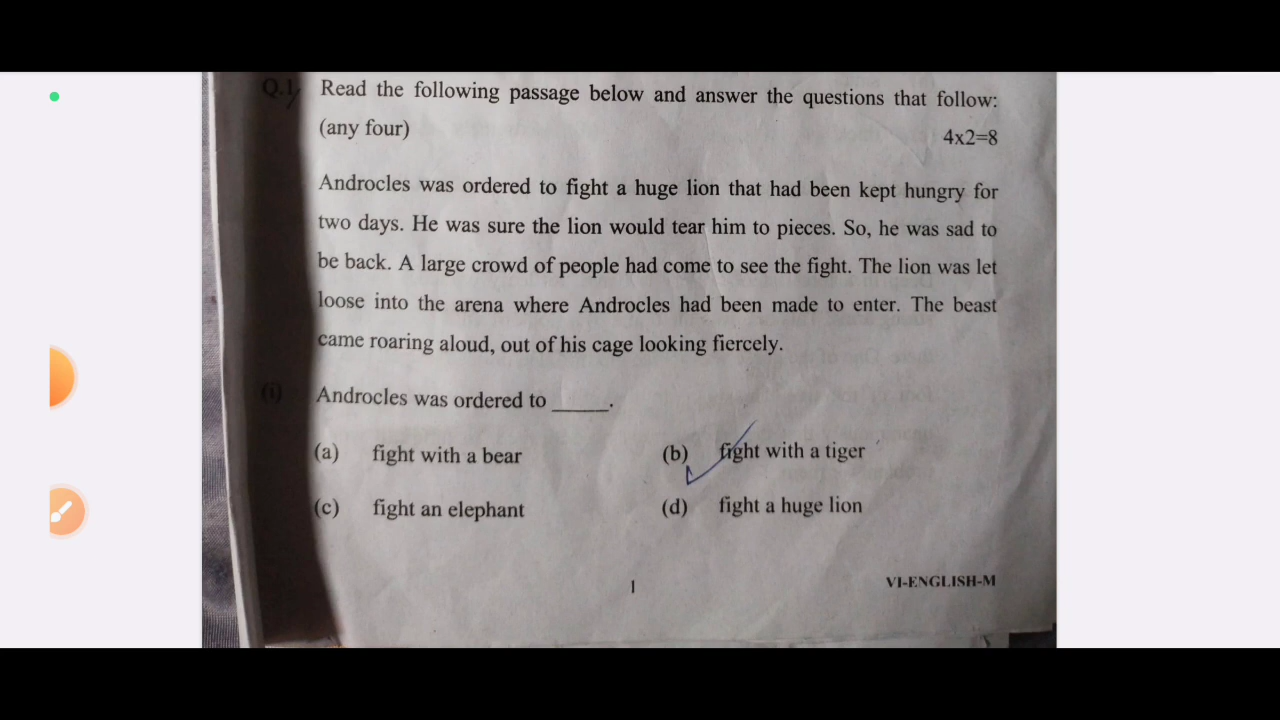 Q.1 Read the following passage below and answer the questions that follow:
(any four) 4x2=8
Androcles was ordered to fight a huge lion that had been kept hungry for
two days. He was sure the lion would tear him to pieces. So, he was sad to
be back. A large crowd of people had come to see the fight. The lion was let
loose into the arena where Androcles had been made to enter. The beast
came roaring aloud, out of his cage looking fiercely.
(i) Androcles was ordered to _____.
(a) fight with a bear (b) fight with a tiger
(c) fight an elephant (d) fight a huge lion
1 VI-ENGLISH-M